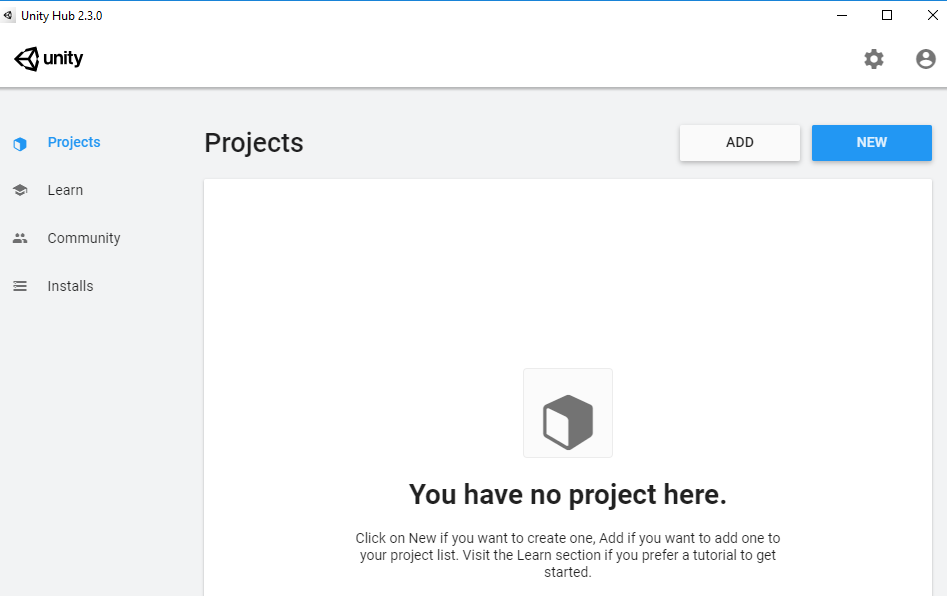 Unity Hub 2.3.0
unity
Projects
Learn
Community
Installs
Projects
ADD
NEW
You have no project here.
Click on New if you want to create one, Add if you want to add one to
your project list. Visit the Learn section if you prefer a tutorial to get
started.